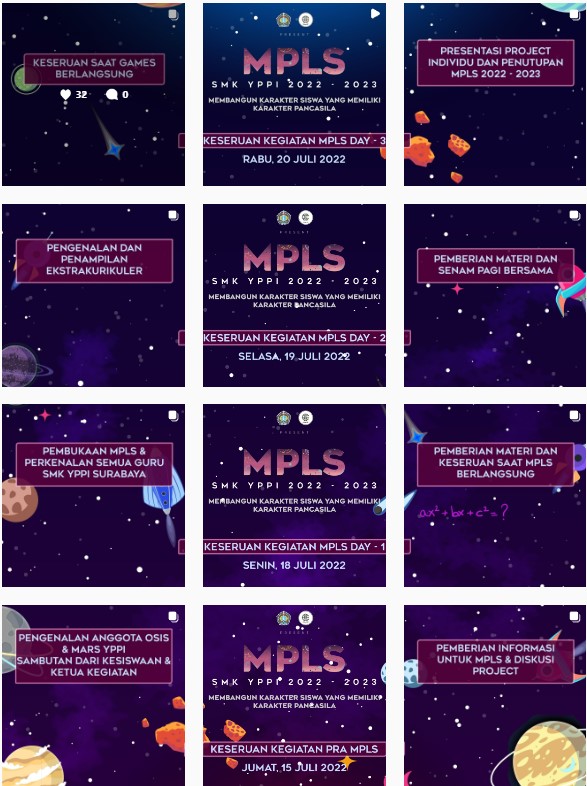 KESERUAN SAAT GAMES
BERLANGSUNG
32
0
PRESENT
MPLS
SMK YPPI 2022 - 2023
MEMBANGUN KARAKTER SISWA YANG MEMILIKI
KARAKTER PANCASILA
KESERUAN KEGIATAN MPLS DAY - 3
RABU, 20 JULI 2022
PRESENTASI PROJECT
INDIVIDU DAN PENUTUPAN
MPLS 2022 - 2023
PENGENALAN DAN
PENAMPILAN
EKSTRAKURIKULER
PRESENT
MPLS
SMK YPPI 2022 - 2023
MEMBANGUN KARAKTER SISWA YANG MEMILIKI
KARAKTER PANCASILA
KESERUAN KEGIATAN MPLS DAY - 2
SELASA, 19 JULI 2022
PEMBERIAN MATERI DAN
SENAM PAGI BERSAMA
PEMBUKAAN MPLS &
PERKENALAN SEMUA GURU
SMK YPPI SURABAYA
PRESENT
MPLS
SMK YPPI 2022 - 2023
MEMBANGUN KARAKTER SISWA YANG MEMILIKI
KARAKTER PANCASILA
KESERUAN KEGIATAN MPLS DAY - 1
SENIN, 18 JULI 2022
PEMBERIAN MATERI DAN
KESERUAN SAAT MPLS
BERLANGSUNG
ax²+bx+c²=?
PENGENALAN ANGGOTA OSIS
& MARS YPPI
SAMBUTAN DARI KESISWAAN &
KETUA KEGIATAN
PRESENT
MPLS
SMK YPPI 2022 - 2023
MEMBANGUN KARAKTER SISWA YANG MEMILIKI
KARAKTER PANCASILA
KESERUAN KEGIATAN PRA MPLS
JUMAT, 15 JULI 2022
PEMBERIAN INFORMASI
UNTUK MPLS & DISKUSI
PROJECT